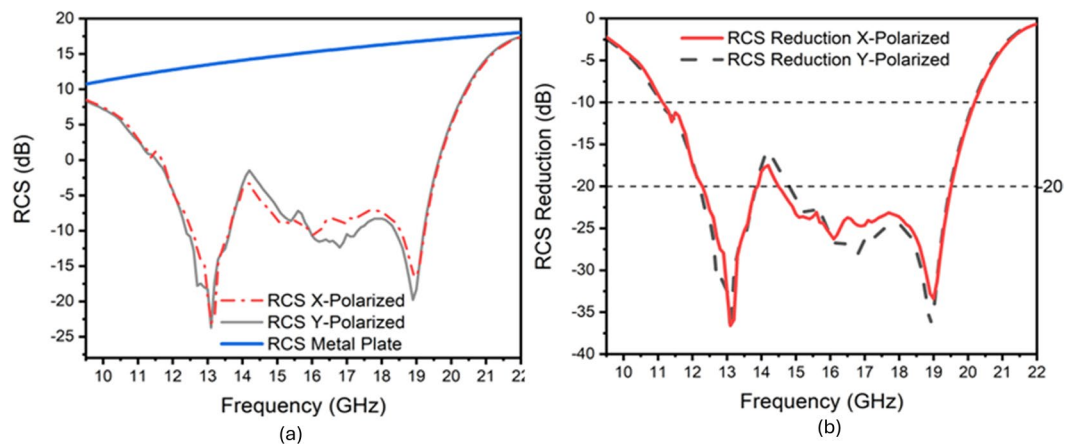 20
15
10
5
0
-5
-10
-15
-20
-25
RCS (dB)
RCS X-Polarized
RCS Y-Polarized
RCS Metal Plate
10 11 12 13 14 15 16 17 18 19 20 21 22
Frequency (GHz)
(a)
0
-5
-10
-15
-20
-25
-30
-35
-40
RCS Reduction (dB)
RCS Reduction X-Polarized
RCS Reduction Y-Polarized
20
10 11 12 13 14 15 16 17 18 19 20 21 22
Frequency (GHz)
(b)